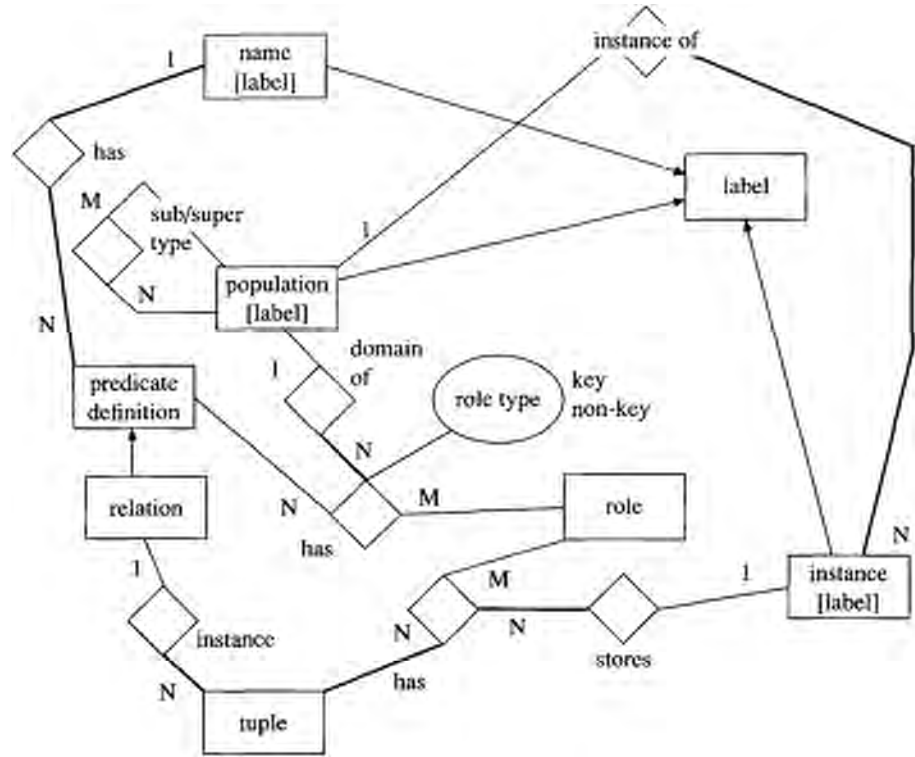 instance of
1
name
[label]
has
label
M
sub/super
type
1
N
population
[label]
N
domain
of
1
predicate
definition
role type
key
non-key
N
N
M
relation
role
has
N
1
M
1
instance
[label]
instance
N
N
stores
N
has
tuple